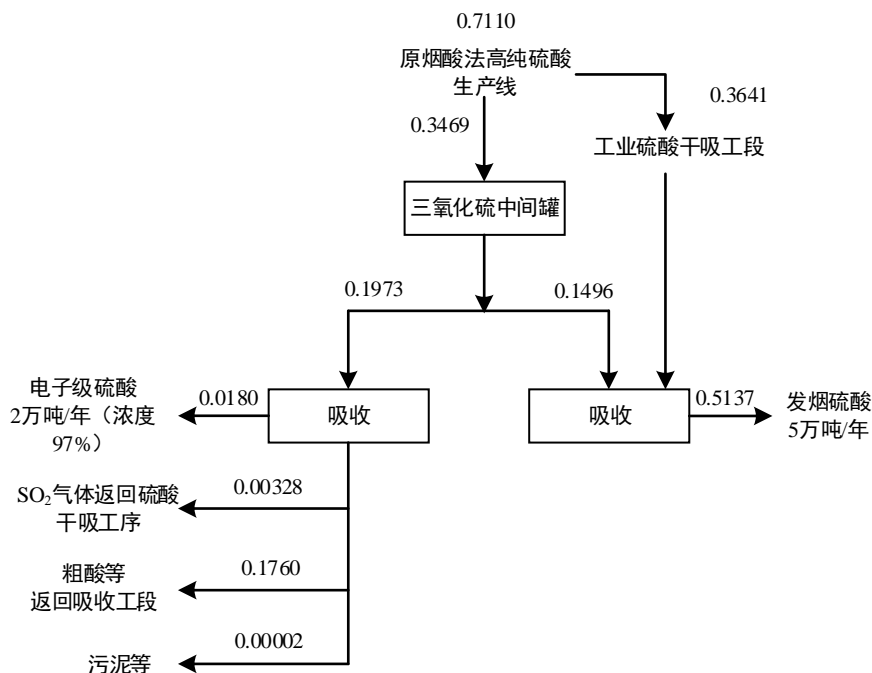 0.7110
原烟酸法高纯硫酸
生产线
0.3641
0.3469
工业硫酸干吸工段
三氧化硫中间罐
0.1973
0.1496
电子级硫酸
2万吨/年（浓度
97%）
0.0180
吸收
吸收
0.5137
发烟硫酸
5万吨/年
SO₂气体返回硫酸
干吸工序
0.00328
粗酸等
返回吸收工段
0.1760
污泥等
0.00002